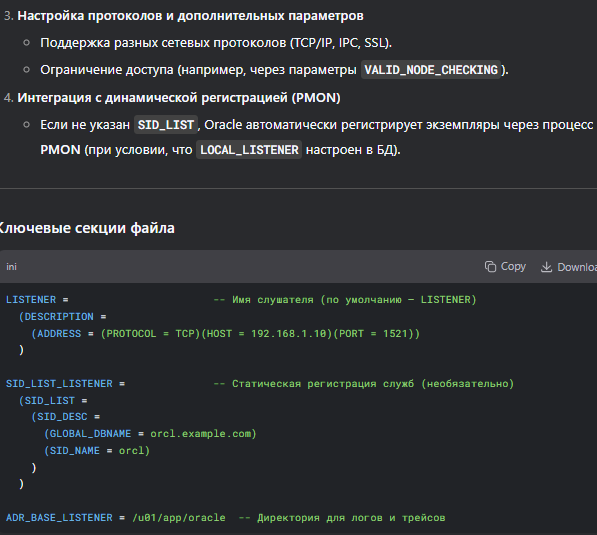 3. Настройка протоколов и дополнительных параметров
○ Поддержка разных сетевых протоколов (TCP/IP, IPC, SSL).
○ Ограничение доступа (например, через параметры VALID_NODE_CHECKING).
4. Интеграция с динамической регистрацией (PMON)
○ Если не указан SID_LIST, Oracle автоматически регистрирует экземпляры через процесс
PMON (при условии, что LOCAL_LISTENER настроен в БД).
Ключевые секции файла
ini Copy Downloa
LISTENER = -- Имя слушателя (по умолчанию — LISTENER)
(DESCRIPTION =
(ADDRESS = (PROTOCOL = TCP)(HOST = 192.168.1.10)(PORT = 1521))
)
SID_LIST_LISTENER = -- Статическая регистрация служб (необязательно)
(SID_LIST =
(SID_DESC =
(GLOBAL_DBNAME = orcl.example.com)
(SID_NAME = orcl)
)
)
ADR_BASE_LISTENER = /u01/app/oracle -- Директория для логов и трейсов